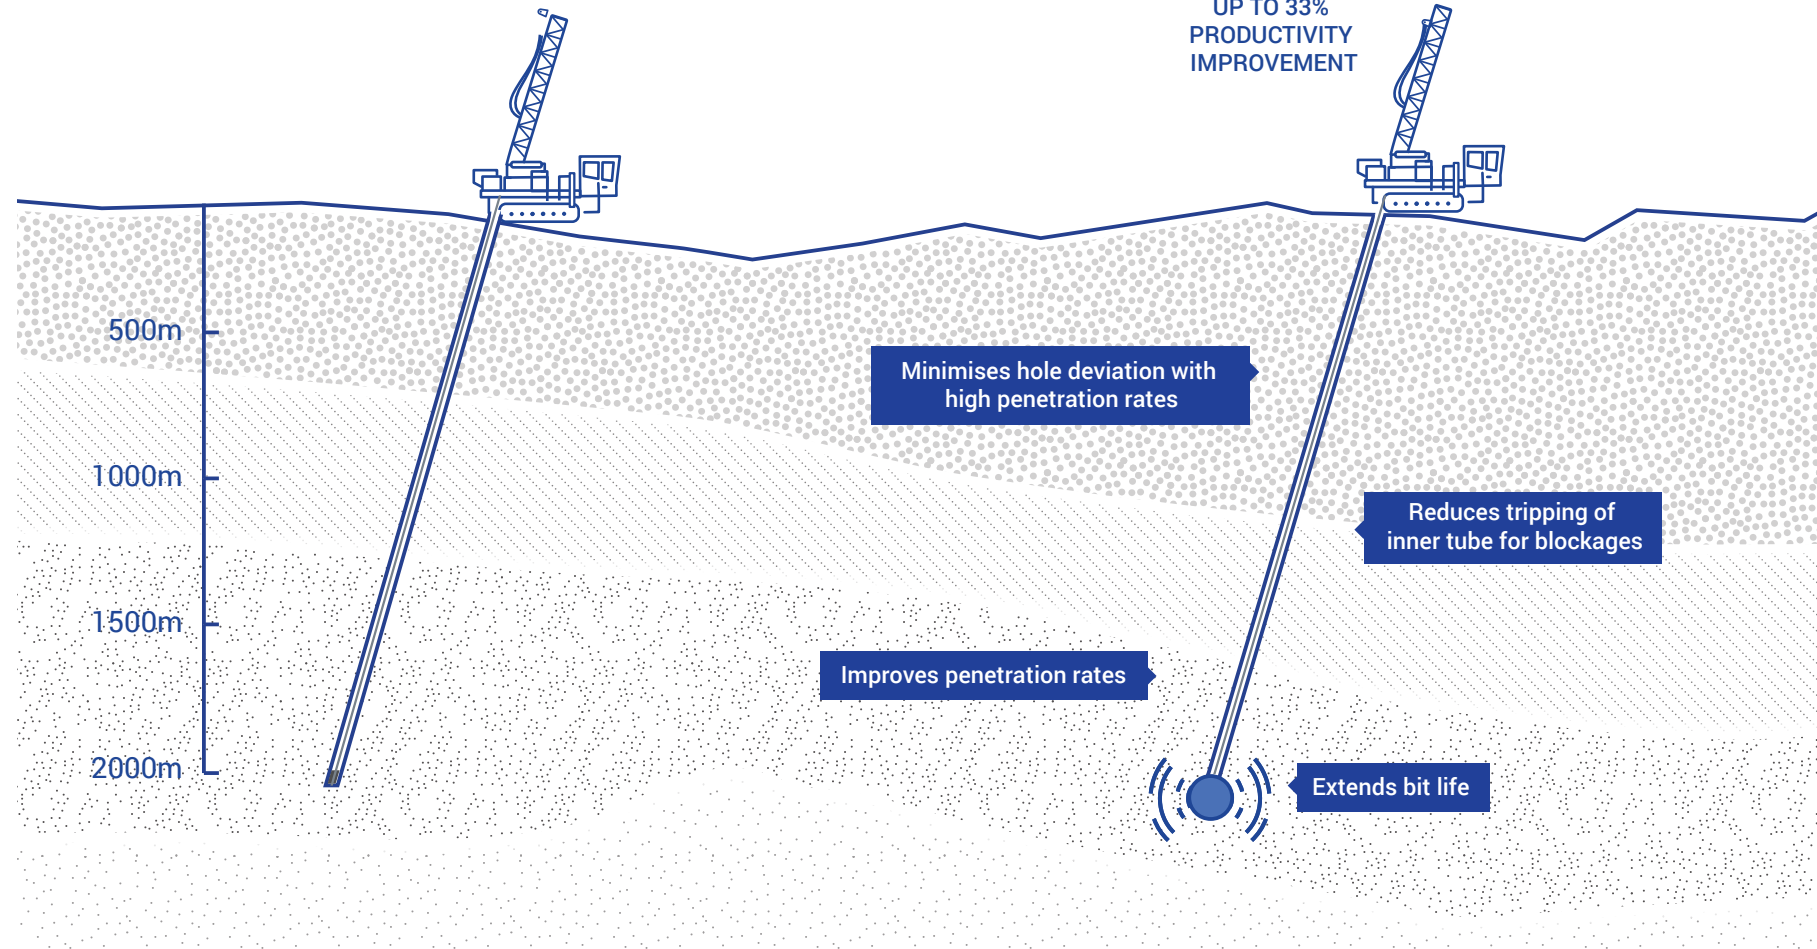 UP TO 33%
PRODUCTIVITY
IMPROVEMENT
500m
Minimises hole deviation with
high penetration rates
1000m
Reduces tripping of
inner tube for blockages
1500m
Improves penetration rates
2000m
Extends bit life